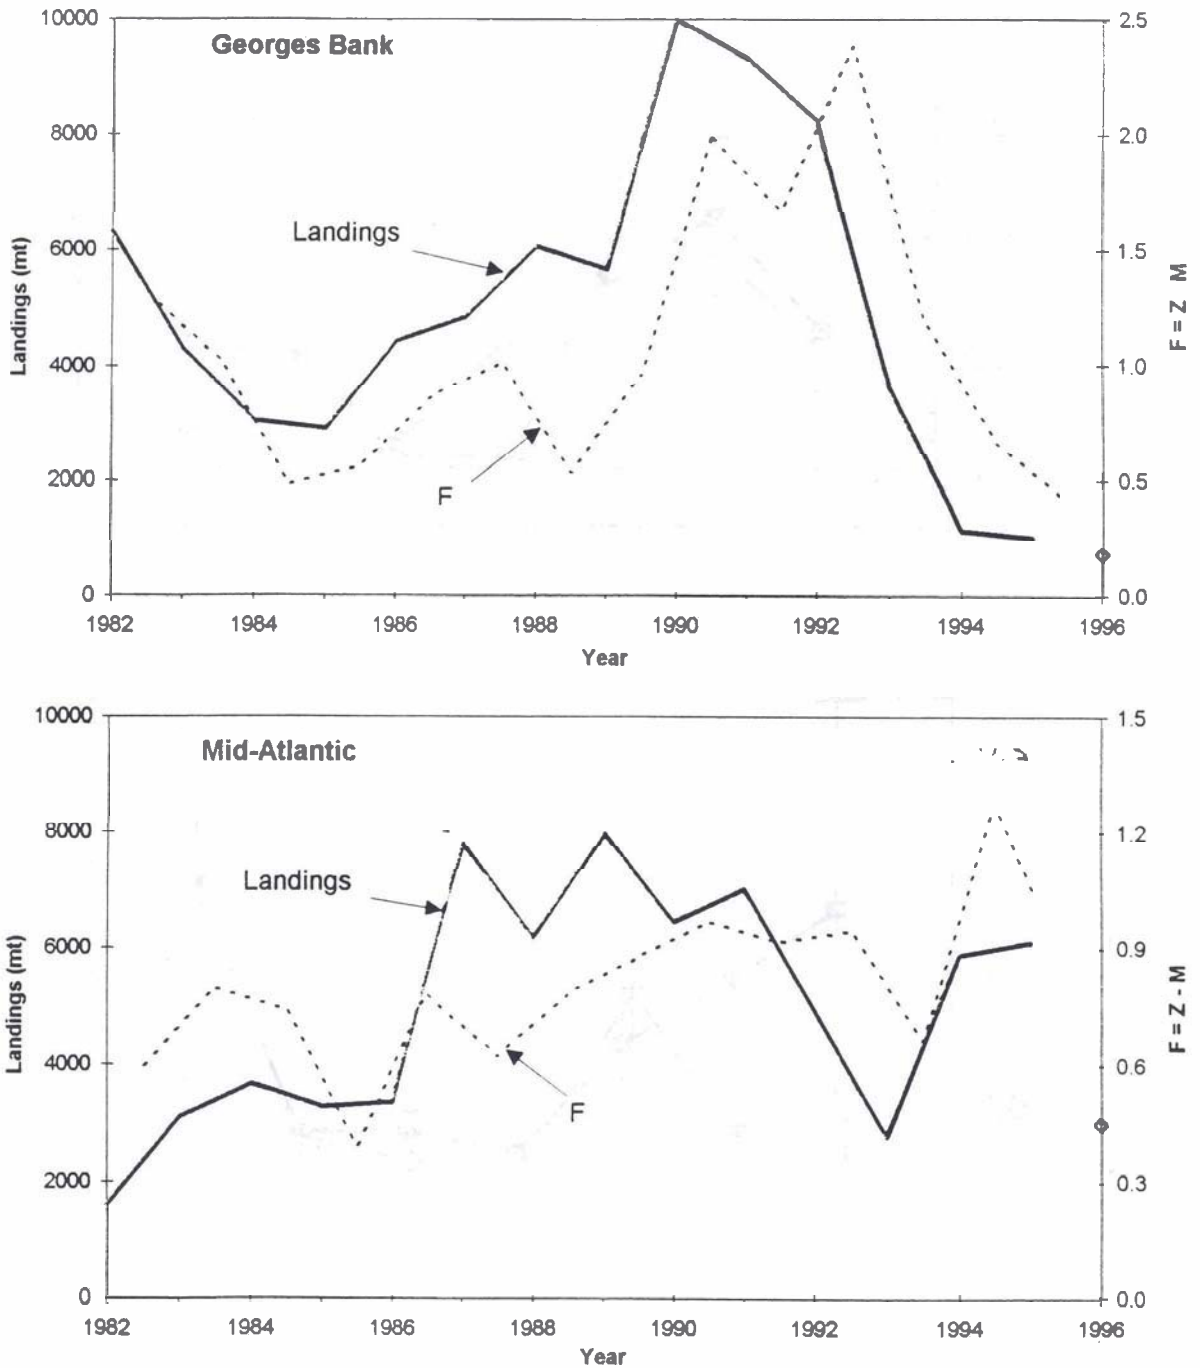 Georges Bank
10000
8000
6000
4000
2000
0
Landings (mt)
2.5
2.0
1.5
1.0
0.5
0.0
F = Z M
Landings
F
1982 1984 1986 1988 1990 1992 1994 1996
Year
Mid-Atlantic
10000
8000
6000
4000
2000
0
Landings (mt)
1.5
1.2
0.9
0.6
0.3
0.0
F = Z - M
Landings
F
1982 1984 1986 1988 1990 1992 1994 1996
Year